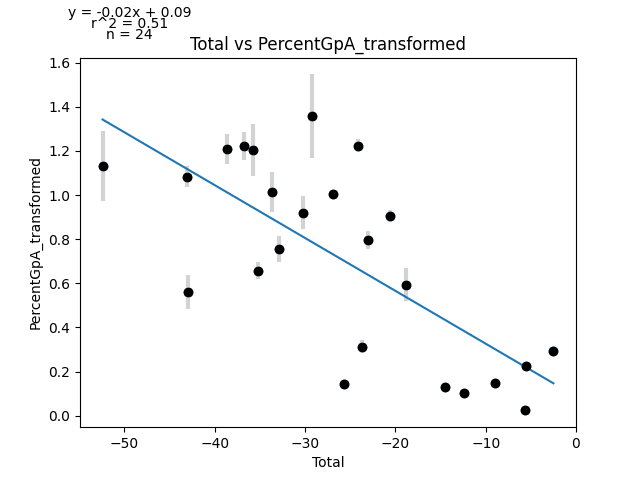 y = -0.02x + 0.09
r^2 = 0.51
n = 24
Total vs PercentGpA_transformed
PercentGpA_transformed
1.6
1.4
1.2
1.0
0.8
0.6
0.4
0.2
0.0
−50
−40
−30
−20
−10
0
Total